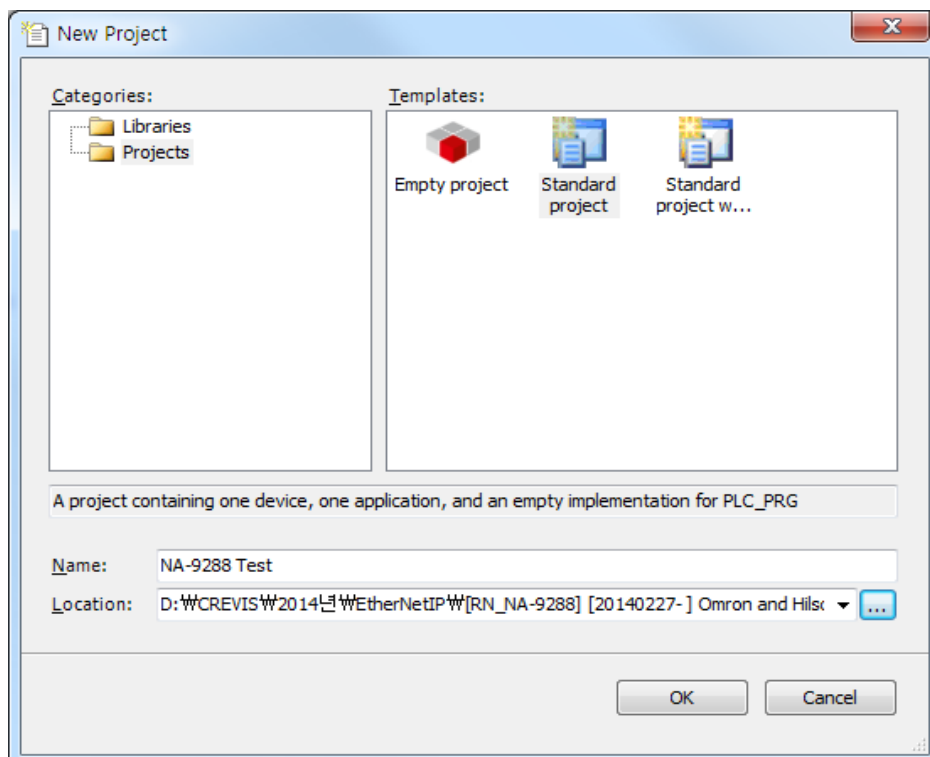 New Project
Categories:
Templates:
Libraries
Projects
Empty project
Standard
project
Standard
project w...
A project containing one device, one application, and an empty implementation for PLC_PRG
Name:
NA-9288 Test
Location:
D:₩CREVIS₩2014년₩EtherNetIP₩[RN_NA-9288] [20140227- ] Omron and Hilsc
...
OK
Cancel